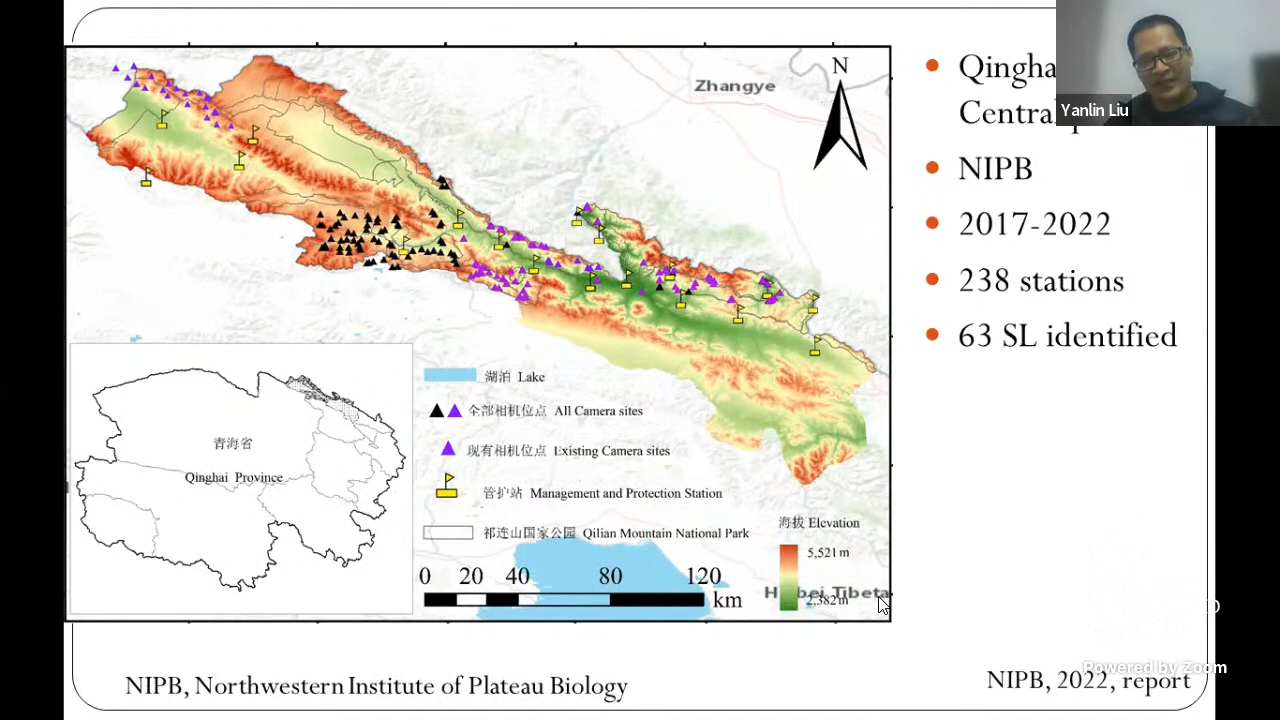 Zhangye
N
湖泊 Lake
全部相机位点 All Camera sites
现有相机位点 Existing Camera sites
管护站 Management and Protection Station
祁连山国家公园 Qilian Mountain National Park
0 20 40 80 120
km
海拔 Elevation
5,521 m
2,382 m
Tibeta
青海省
Qinghai Province
Qingha
Central
NIPB
2017-2022
238 stations
63 SL identified
Yanlin Liu
NIPB, Northwestern Institute of Plateau Biology
NIPB, 2022, report
Powered by Zoom